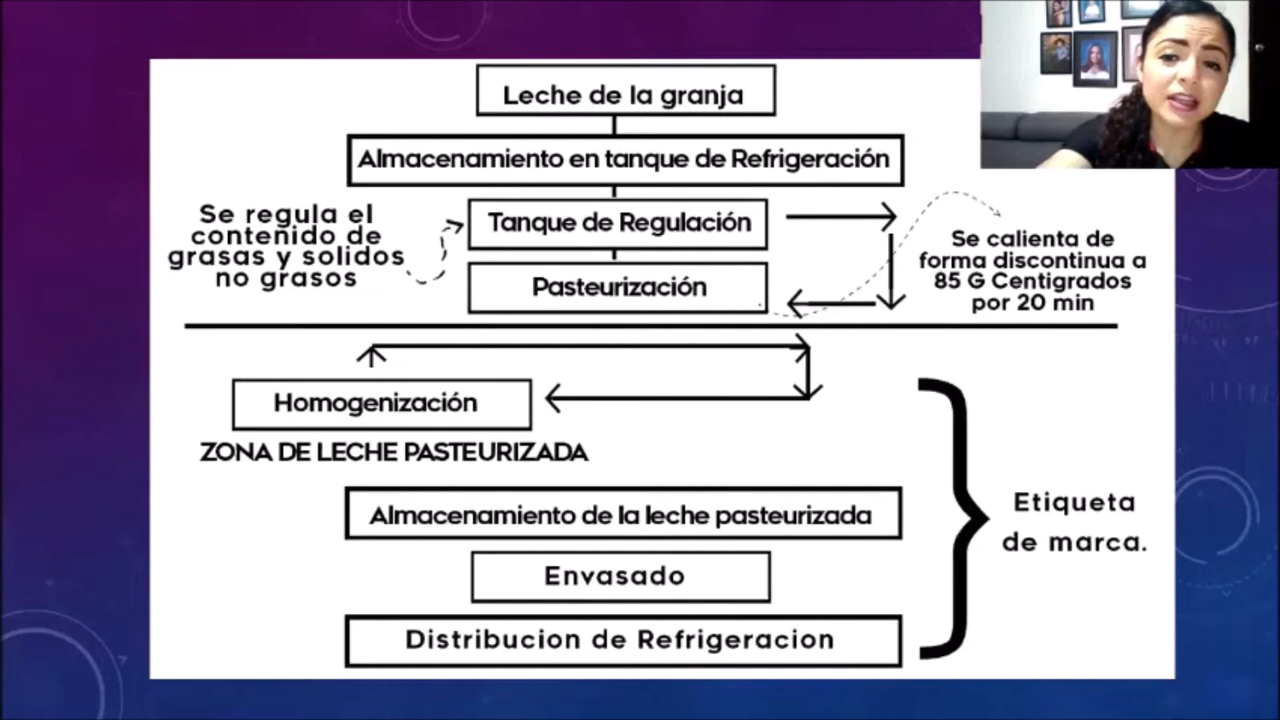 Leche de la granja
Almacenamiento en tanque de Refrigeración
Se regula el
contenido de
grasas y solidos
no grasos
Tanque de Regulación
Pasteurización
Se calienta de
forma discontinua a
85 G Centigrados
por 20 min
Homogenización
ZONA DE LECHE PASTEURIZADA
Almacenamiento de la leche pasteurizada
Envasado
Distribucion de Refrigeracion
Etiqueta
de marca.